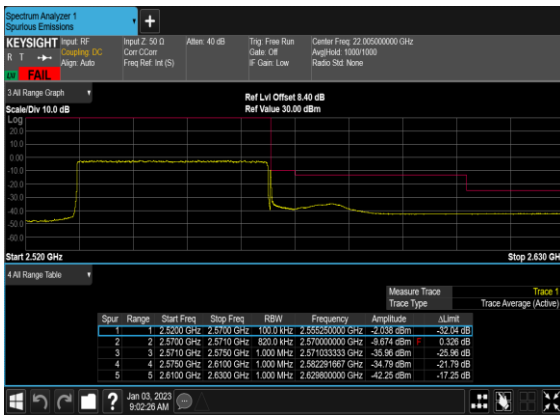 Spectrum Analyzer 1
Spurious Emissions
KEYSIGHT Input: RF Input Z: 50 Ω Atten: 40 dB Trig: Free Run Center Freq: 22.005000000 GHz
R T Coupling: DC Corr CCorr Gate: Off Avg|Hold: 1000/1000
Align: Auto Freq Ref: Int (S) IF Gain: Low Radio Std: None
FAIL
3 All Range Graph
Ref Lvl Offset 8.40 dB
Scale/Div 10.0 dB Ref Value 30.00 dBm
Log
20.0
10.0
0.00
-10.0
-20.0
-30.0
-40.0
-50.0
-60.0
Start 2.520 GHz Stop 2.630 GH
4 All Range Table
Measure Trace Trace 1
Trace Type Trace Average (Active)
Spur Range Start Freq Stop Freq RBW Frequency Amplitude ΔLimit
1 1 2.5200 GHz 2.5700 GHz 100.0 kHz 2.555250000 GHz -2.038 dBm -32.04 dB
2 2 2.5700 GHz 2.5710 GHz 820.0 kHz 2.570000000 GHz -9.674 dBm F 0.326 dB
3 3 2.5710 GHz 2.5750 GHz 1.000 MHz 2.571033333 GHz -35.96 dBm -25.96 dB
4 4 2.5750 GHz 2.6100 GHz 1.000 MHz 2.582291667 GHz -34.79 dBm -21.79 dB
5 5 2.6100 GHz 2.6300 GHz 1.000 MHz 2.629800000 GHz -42.25 dBm -17.25 dB
Jan 03, 2023
9:02:26 AM